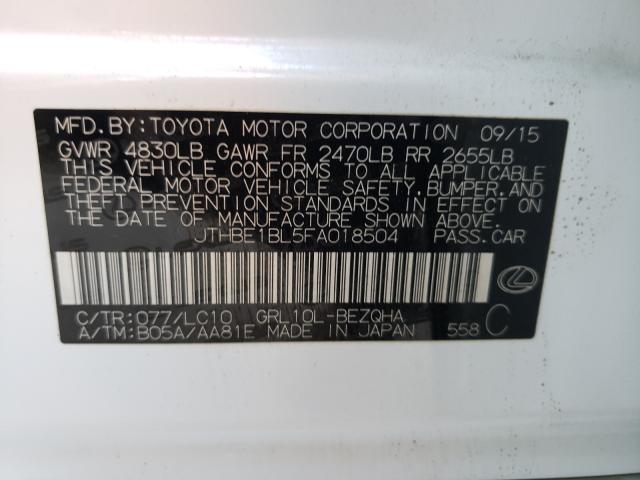 MFD.BY:TOYOTA MOTOR CORPORATION 09/15
GVWR 4830LB GAWR FR 2470LB RR 2655LB
THIS VEHICLE CONFORMS TO ALL APPLICABLE
FEDERAL MOTOR VEHICLE SAFETY,BUMPER,AND
THEFT PREVENTION STANDARDS IN EFFECT ON
THE DATE OF MANUFACTURE SHOWN ABOVE.
JTHBE1BL5FA018504 PASS.CAR
C/TR:077/LC10 GRL10L-BEZQHA
A/TM:B05A/AA81E MADE IN JAPAN 558 C